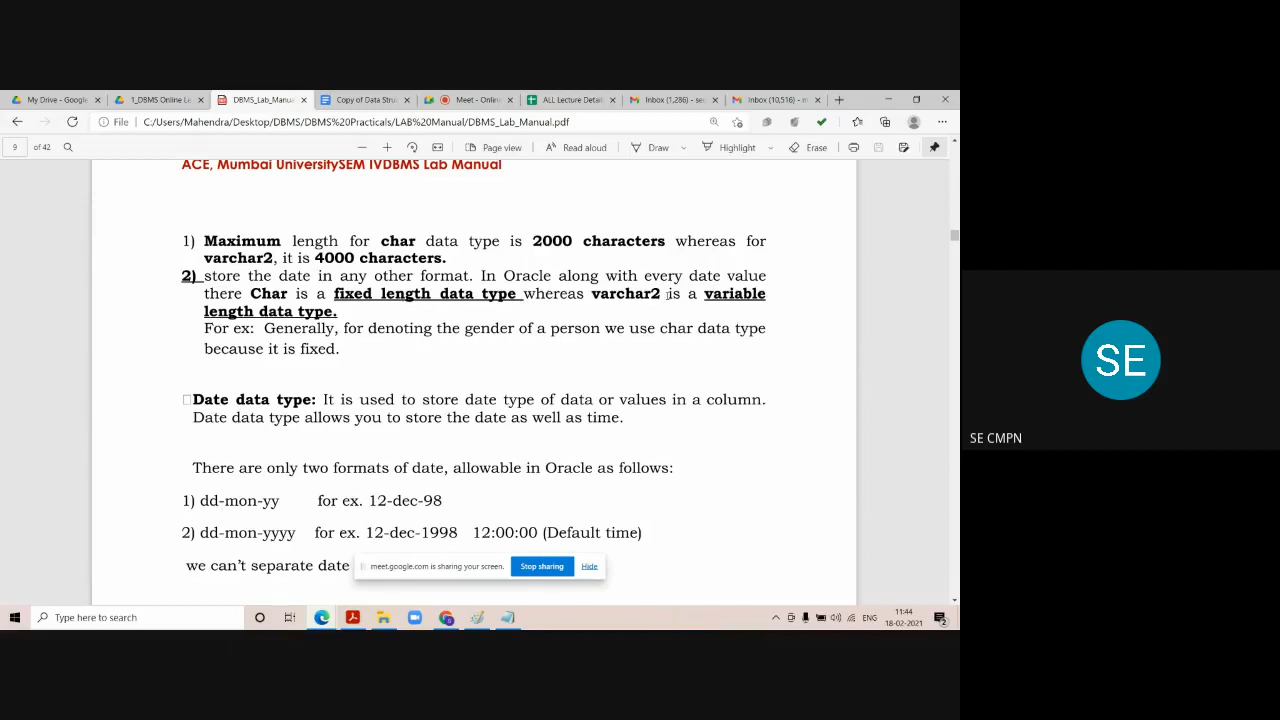 My Drive - Google
1_DBMS Online Le
DBMS_Lab_Manua
Copy of Data Stru
Meet - Online
ALL Lecture Detai
Inbox (1,286) - se
Inbox (10,516) - m
File
C:/Users/Mahendra/Desktop/DBMS/DBMS%20Practicals/LAB%20Manual/DBMS_Lab_Manual.pdf
9 of 42
Page view
Read aloud
Draw
Highlight
Erase
ACE, Mumbai UniversitySEM IVDBMS Lab Manual
1) Maximum length for char data type is 2000 characters whereas for
varchar2, it is 4000 characters.
2) store the date in any other format. In Oracle along with every date value
there Char is a fixed length data type whereas varchar2 is a variable
length data type.
For ex: Generally, for denoting the gender of a person we use char data type
because it is fixed.
Date data type: It is used to store date type of data or values in a column.
Date data type allows you to store the date as well as time.
There are only two formats of date, allowable in Oracle as follows:
1) dd-mon-yy for ex. 12-dec-98
2) dd-mon-yyyy for ex. 12-dec-1998 12:00:00 (Default time)
we can't separate date
meet.google.com is sharing your screen.
Stop sharing
Hide
Type here to search
ENG
11:44
18-02-2021
2
SE
SE CMPN